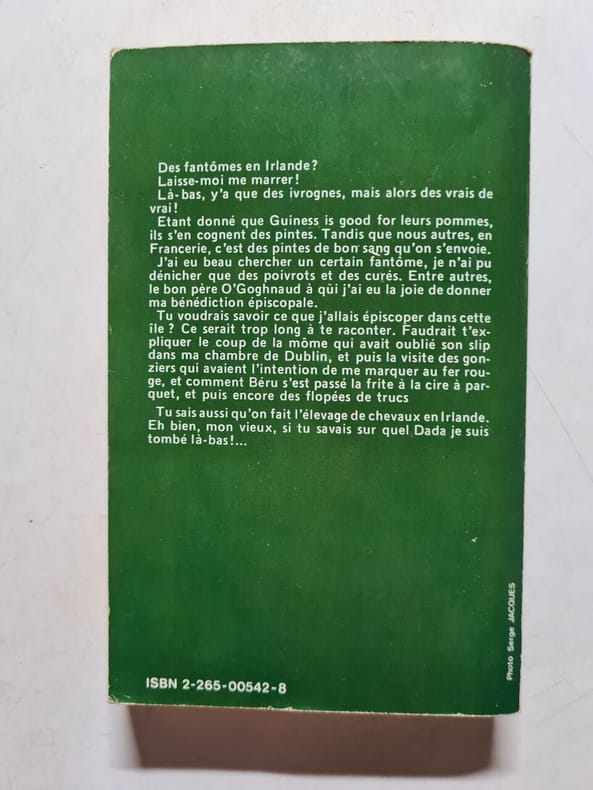 Des fantômes en Irlande?
Laisse-moi me marrer!
Là-bas, y'a que des ivrognes, mais alors des vrais de
vrai!
Etant donné que Guiness is good for leurs pommes,
ils s'en cognent des pintes. Tandis que nous autres, en
Francerie, c'est des pintes de bon sang qu'on s'envoie.
J'ai eu beau chercher un certain fantôme, je n'ai pu
dénicher que des poivrots et des curés. Entre autres,
le bon père O'Goghnaud à qùi j'ai eu la joie de donner
ma bénédiction épiscopale.
Tu voudrais savoir ce que j'allais épiscoper dans cette
île? Ce serait trop long à te raconter. Faudrait t'ex-
pliquer le coup de la môme qui avait oublié son slip
dans ma chambre de Dublin, et puis la visite des gon-
ziers qui avaient l'intention de me marquer au fer rou-
ge, et comment Béru s'est passé la frite à la cire à par-
quet, et puis encore des flopées de trucs
Tu sais aussi qu'on fait l'élevage de chevaux en Irlande.
Eh bien, mon vieux, si tu savais sur quel Dada je suis
tombé là-bas!...
Photo Serge JACQUES
ISBN 2-265-00542-8